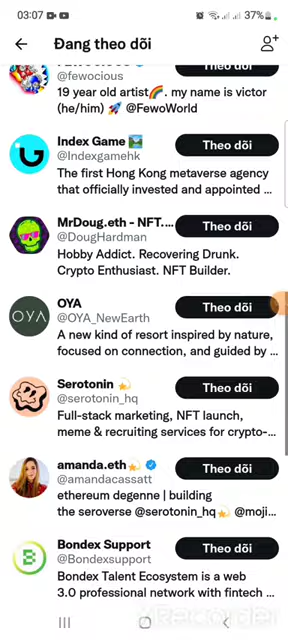 03:07
37%
Đang theo dõi
@fewocious
19 year old artist🌈. my name is victor
(he/him) 🚀 @FewoWorld
Index Game 🏞️
@Indexgamehk
Theo dõi
The first Hong Kong metaverse agency
that officially invested and appointed ...
MrDoug.eth - NFT....
@DougHardman
Theo dõi
Hobby Addict. Recovering Drunk.
Crypto Enthusiast. NFT Builder.
OYA
OYA
@OYA_NewEarth
Theo dõi
A new kind of resort inspired by nature,
focused on connection, and guided by ...
Serotonin 💫
@serotonin_hq
Theo dõi
Full-stack marketing, NFT launch,
meme & recruiting services for crypto-...
amanda.eth💫
@amandacassatt
Theo dõi
ethereum degenne | building
the seroverse @serotonin_hq💫 @moji...
Bondex Support
@Bondexsupport
Theo dõi
Bondex Talent Ecosystem is a web
3.0 professional network with fintech ...